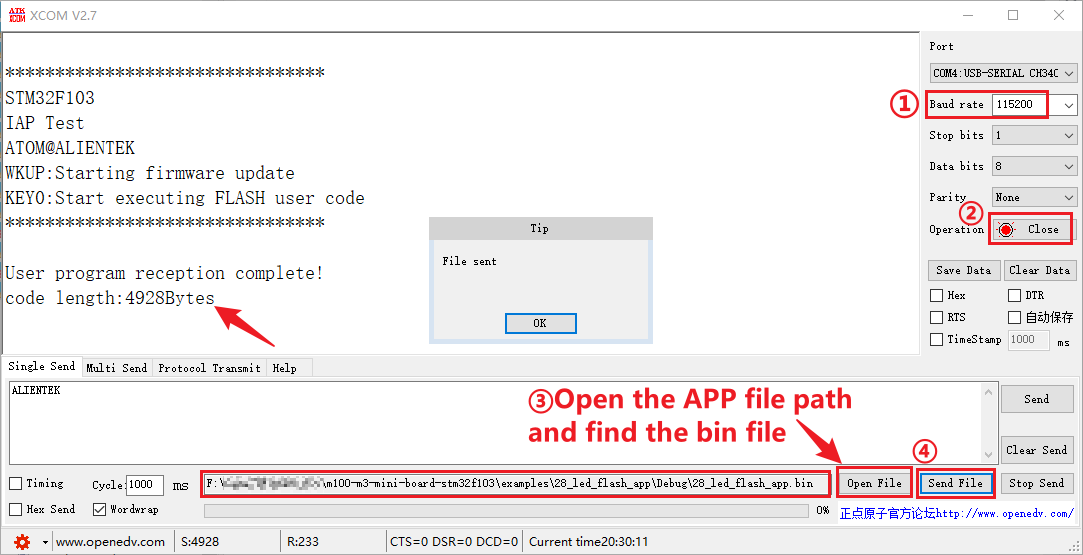 ATK XCOM XCOM V2.7
********************************
STM32F103
IAP Test
ATOM@ALIENTEK
WKUP:Starting firmware update
KEY0:Start executing FLASH user code
********************************
User program reception complete!
code length:4928Bytes
Tip
File sent
OK
Port
COM4:USB-SERIAL CH340
① Baud rate 115200
Stop bits 1
Data bits 8
Parity None
②
Operation Close
Save Data Clear Data
Hex DTR
RTS 自动保存
TimeStamp 1000 ms
Single Send Multi Send Protocol Transmit Help
ALIENTEK
③Open the APP file path
and find the bin file
Send
④
Clear Send
Timing Cycle: 1000 ms F:\ \m100-m3-mini-board-stm32f103\examples\28_led_flash_app\Debug\28_led_flash_app.bin Open File Send File Stop Send
Hex Send Wordwrap 0% 正点原子官方论坛http://www.openedv.com/
www.openedv.com S:4928 R:233 CTS=0 DSR=0 DCD=0 Current time20:30:11